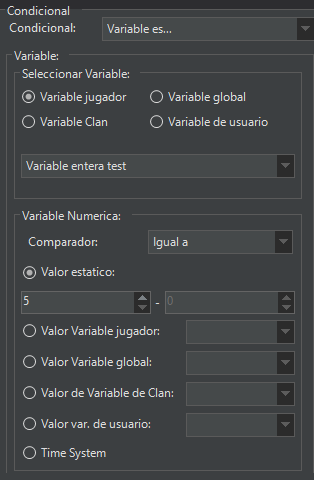 Condicional
Condicional: Variable es...
Variable:
Seleccionar Variable:
Variable jugador Variable global
Variable Clan Variable de usuario
Variable entera test
Variable Numerica:
Comparador: Igual a
Valor estatico:
5 - 0
Valor Variable jugador:
Valor Variable global:
Valor de Variable de Clan:
Valor var. de usuario:
Time System